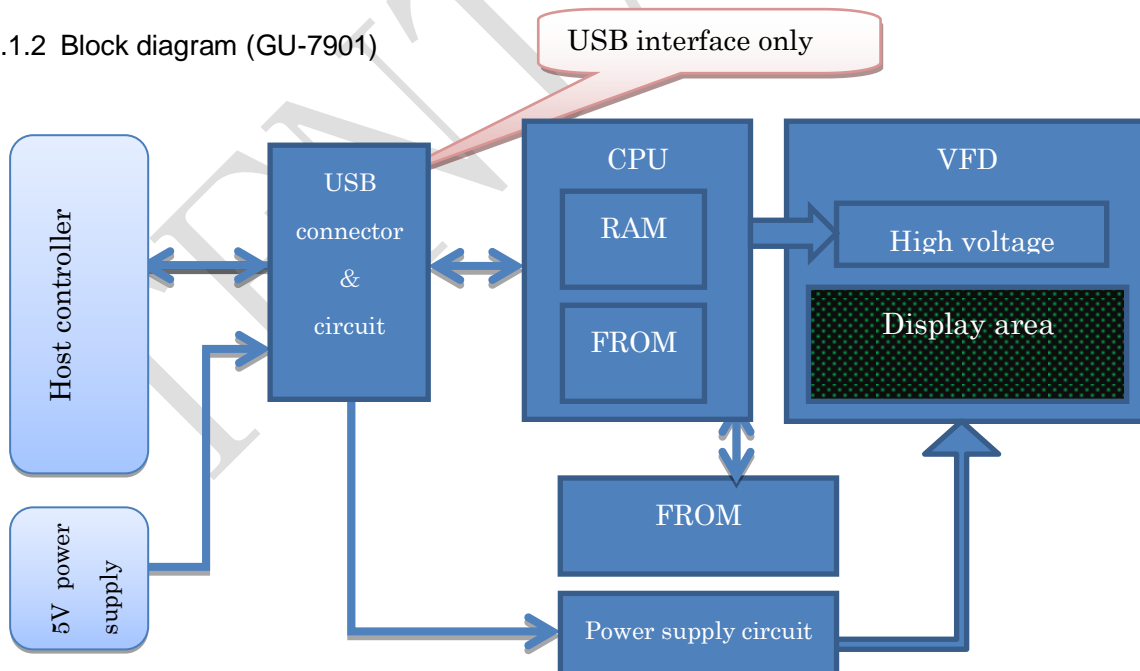 .1.2 Block diagram (GU-7901)
USB interface only
Host controller
5V power
supply
USB
connector
&
circuit
CPU
RAM
FROM
VFD
High voltage
Display area
FROM
Power supply circuit